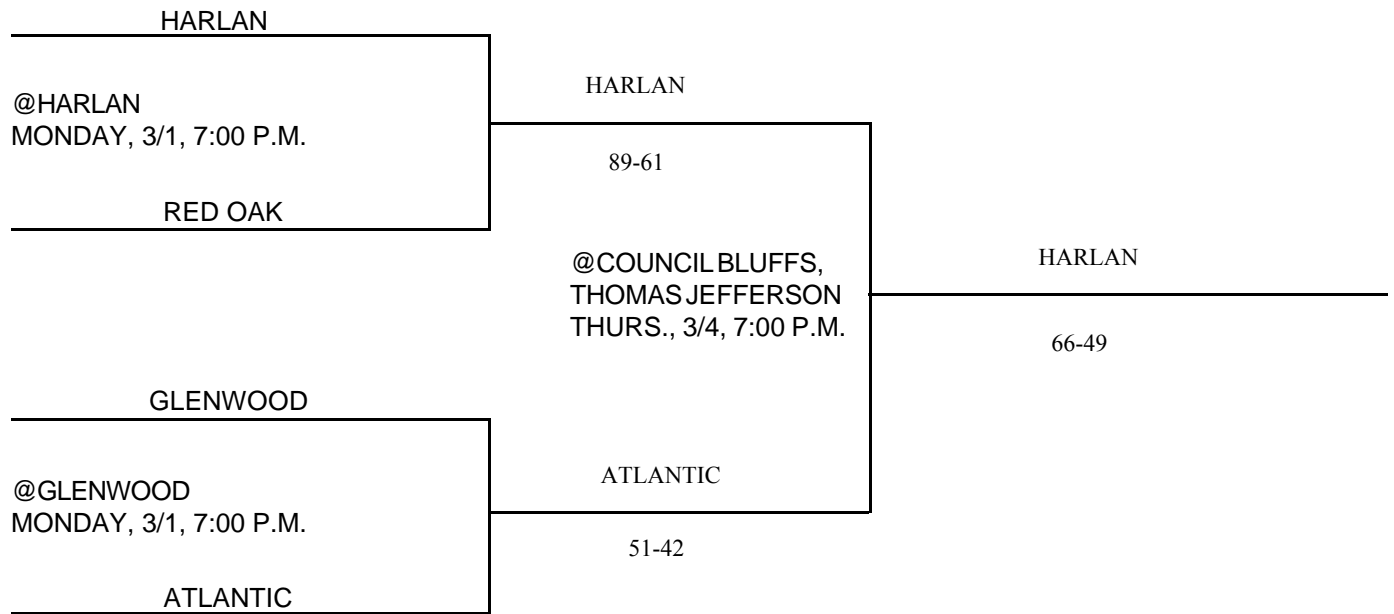 HARLAN
@HARLAN
MONDAY, 3/1, 7:00 P.M.
RED OAK
HARLAN
89-61
@COUNCIL BLUFFS,
THOMAS JEFFERSON
THURS., 3/4, 7:00 P.M.
HARLAN
66-49
GLENWOOD
@GLENWOOD
MONDAY, 3/1, 7:00 P.M.
ATLANTIC
ATLANTIC
51-42